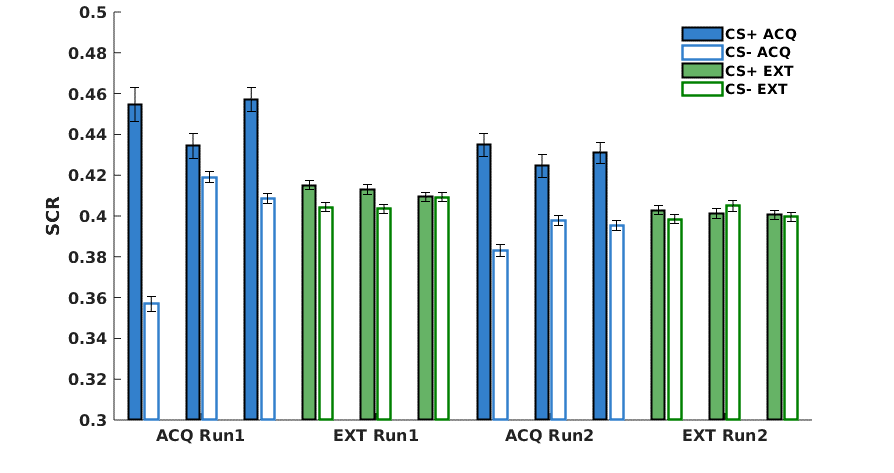 0.5
0.48
0.46
0.44
0.42
0.4
0.38
0.36
0.34
0.32
0.3
SCR
CS+ ACQ
CS- ACQ
CS+ EXT
CS- EXT
ACQ Run1
EXT Run1
ACQ Run2
EXT Run2